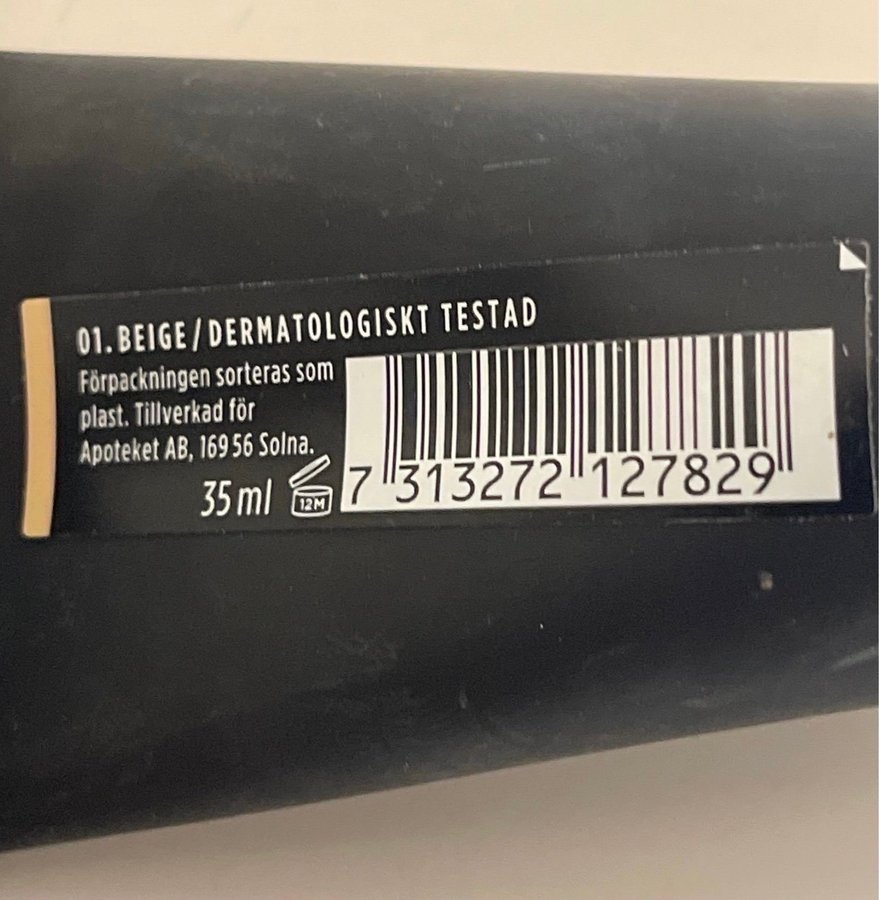 01. BEIGE / DERMATOLOGISKT TESTAD
Förpackningen sorteras som
plast. Tillverkad för
Apoteket AB, 169 56 Solna.
35 ml 12M
7 313272 127829